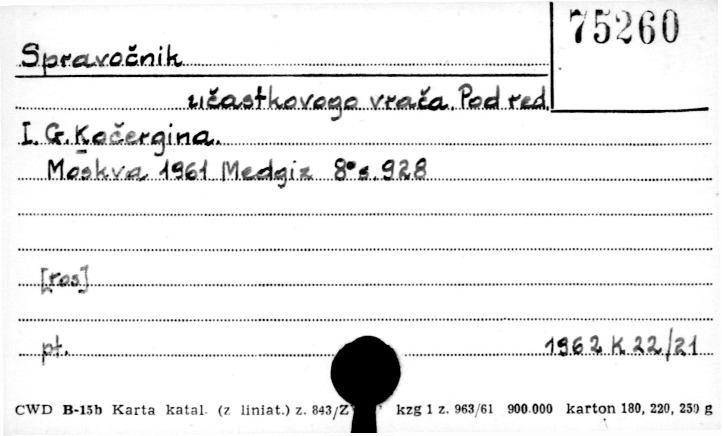 75260
Spravočnik
učastkovogo vrača. Pod red.
I. G. Kočergina.
Moskva 1961 Medgiz 8° s. 928
[ros]
pt. 1962 K 22/21
CWD B-15b Karta katal. (z liniat.) z. 843/Z kzg 1 z. 963/61 900.000 karton 180, 220, 250 g